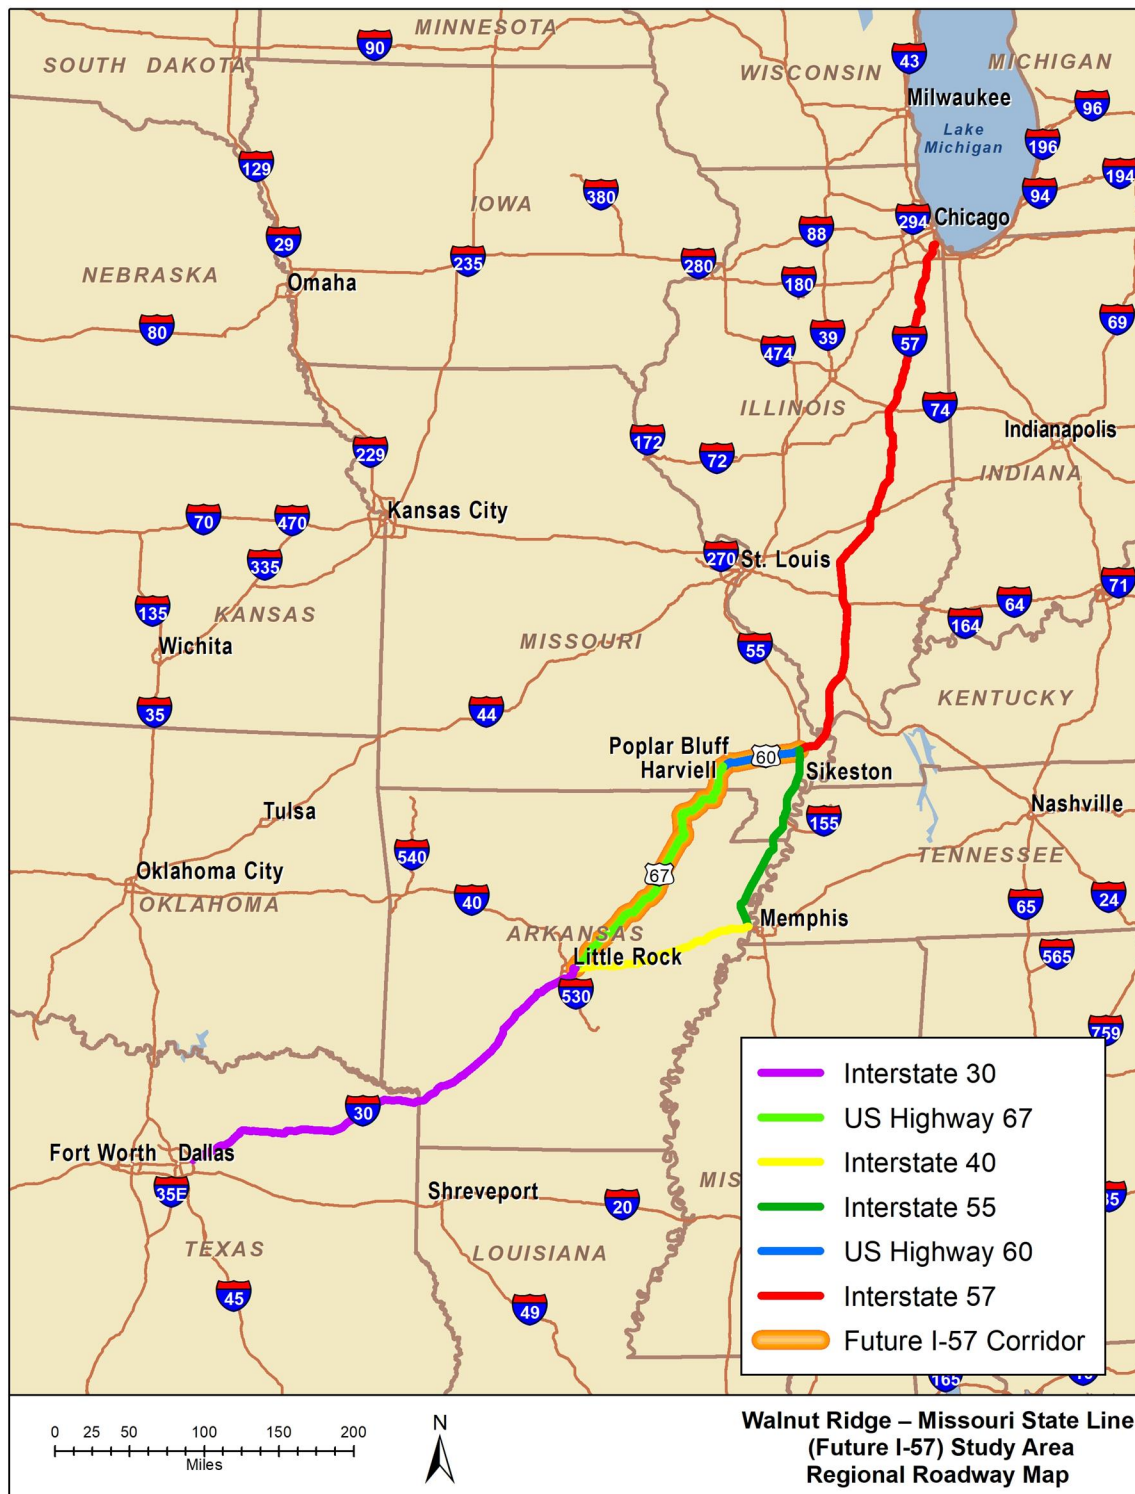 MINNESOTA
90
SOUTH DAKOTA
43
WISCONSIN
MICHIGAN
Milwaukee
96
Lake
Michigan
196
129
194
380
94
IOWA
294
Chicago
88
29
235
280
NEBRASKA
180
Omaha
80
69
39
57
474
ILLINOIS
74
172
Indianapolis
229
72
INDIANA
Kansas City
70
470
270
St. Louis
335
71
135
64
KANSAS
164
MISSOURI
Wichita
55
KENTUCKY
35
44
Poplar Bluff
60
Harviell
Sikeston
Nashville
Tulsa
155
540
TENNESSEE
Oklahoma City
67
40
65
24
OKLAHOMA
Memphis
ARKANSAS
Little Rock
565
530
759
Interstate 30
30
US Highway 67
Fort Worth
Dallas
Interstate 40
MIS
35E
Shreveport
20
85
Interstate 55
TEXAS
LOUISIANA
US Highway 60
45
49
Interstate 57
Future I-57 Corridor
165
0 25 50 100 150 200
Miles
N
Walnut Ridge – Missouri State Line
(Future I-57) Study Area
Regional Roadway Map